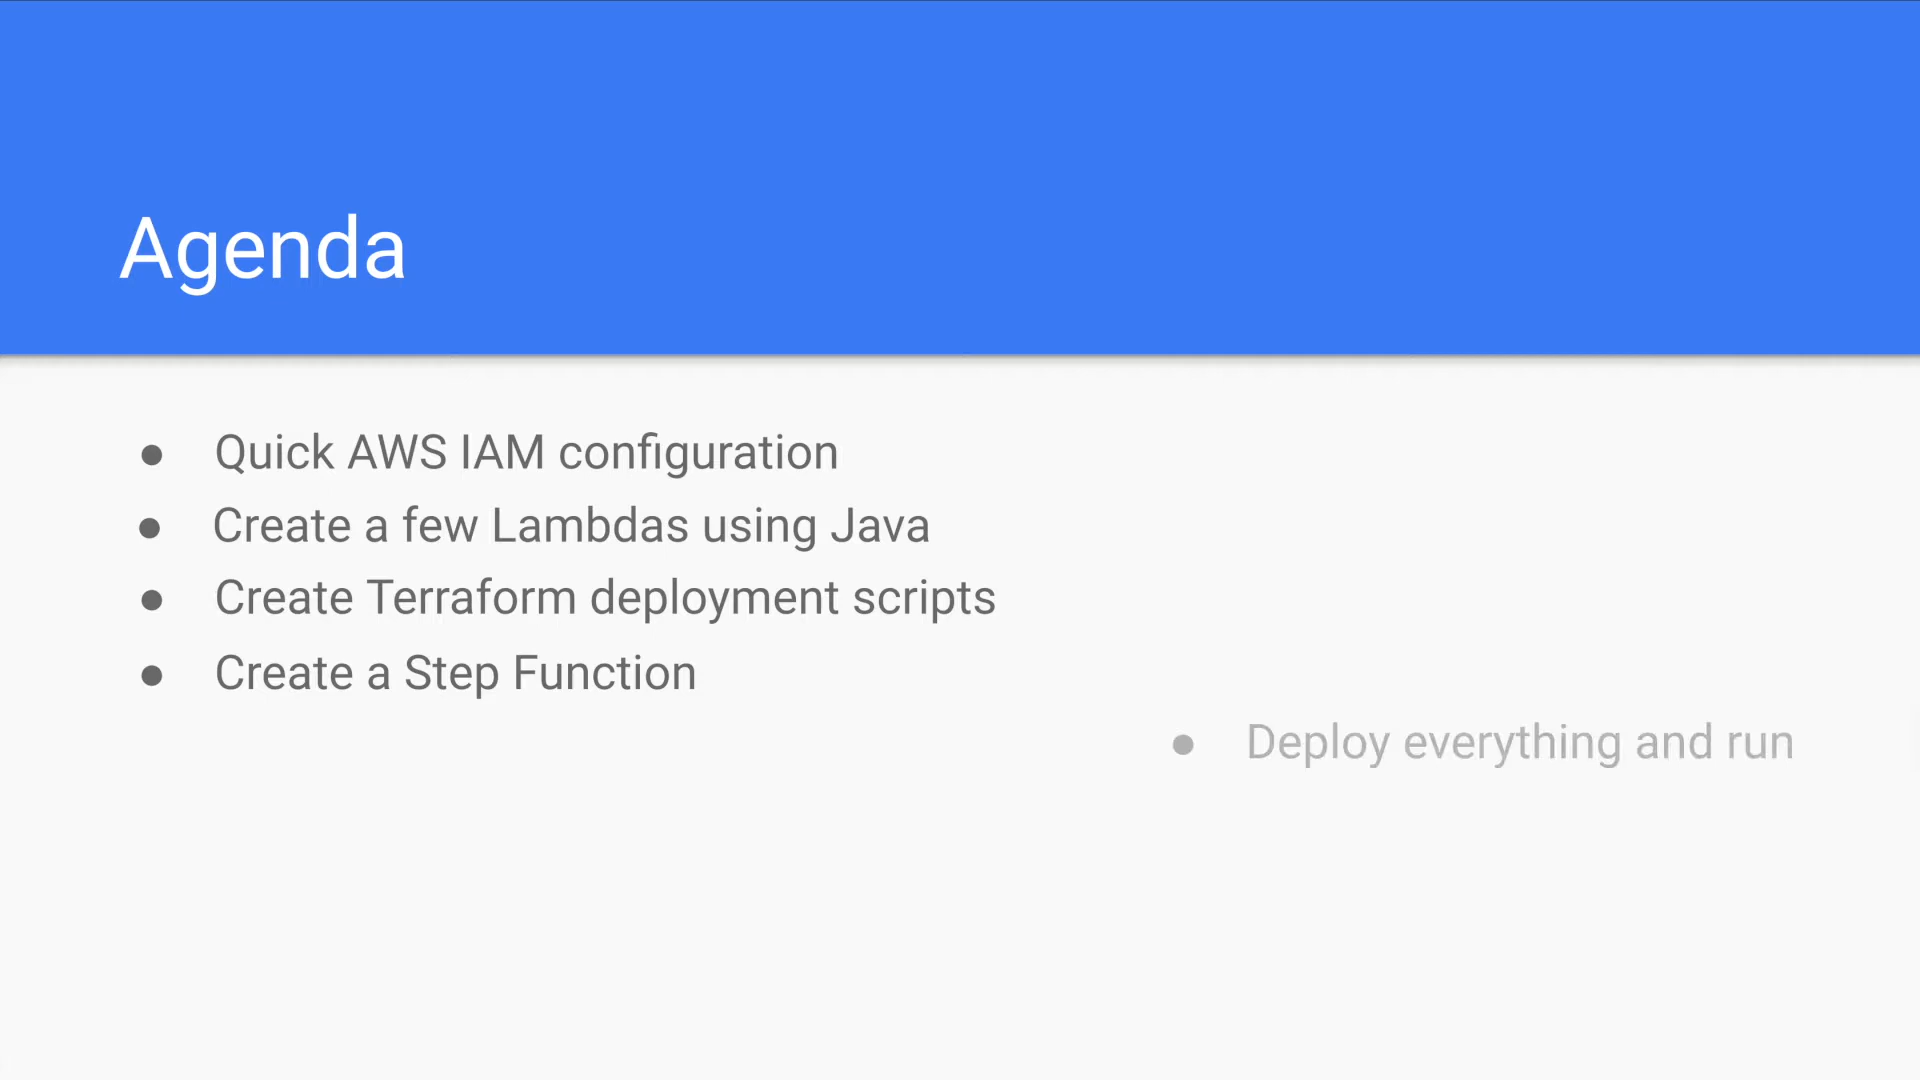 Agenda
● Quick AWS IAM configuration
● Create a few Lambdas using Java
● Create Terraform deployment scripts
● Create a Step Function
● Deploy everything and run